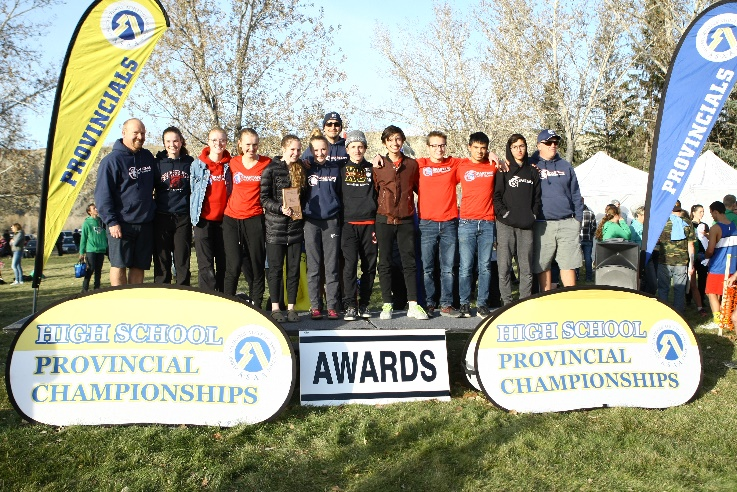 PROVINCIALS
PROVINCIALS
HIGH SCHOOL
PROVINCIAL
CHAMPIONSHIPS
AWARDS
HIGH SCHOOL
PROVINCIAL
CHAMPIONSHIPS